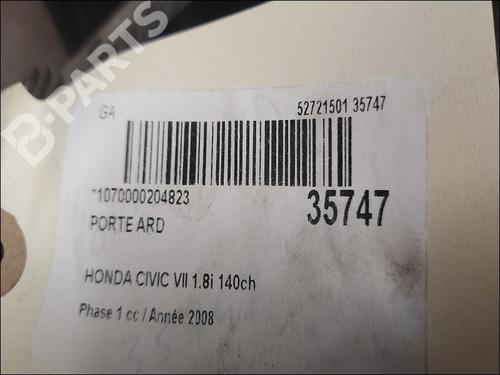 B-PARTS
GA
52721501 35747
*1070000204823
35747
PORTE ARD
HONDA CIVIC VII 1.8i 140ch
Phase 1 cc / Année 2008